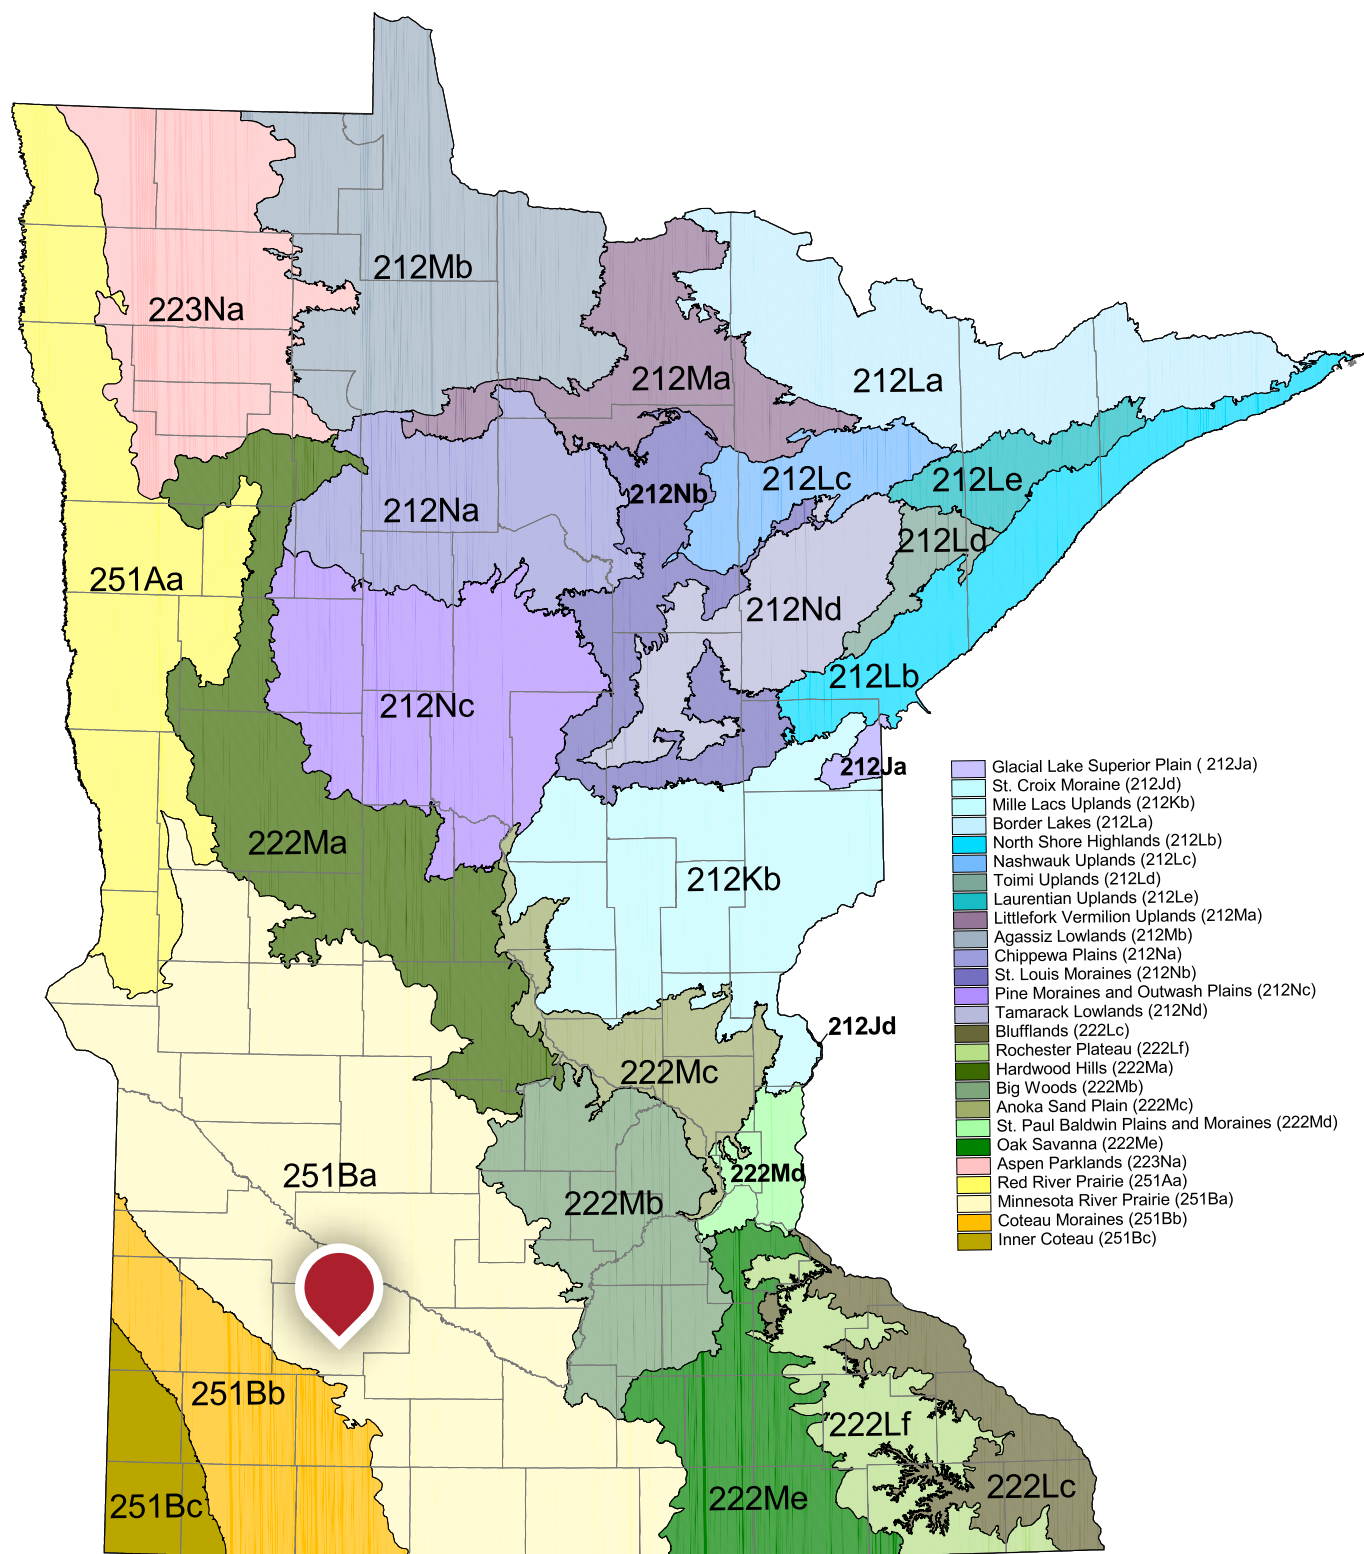 212Mb
223Na
212Ma
212La
212Lc
212Le
212Nb
212Na
212Ld
251Aa
212Nd
212Lb
212Nc
212Ja
222Ma
212Kb
212Jd
222Mc
251Ba
222Md
222Mb
251Bb
222Lf
222Lc
222Me
251Bc
Glacial Lake Superior Plain ( 212Ja)
St. Croix Moraine (212Jd)
Mille Lacs Uplands (212Kb)
Border Lakes (212La)
North Shore Highlands (212Lb)
Nashwauk Uplands (212Lc)
Toimi Uplands (212Ld)
Laurentian Uplands (212Le)
Littlefork Vermilion Uplands (212Ma)
Agassiz Lowlands (212Mb)
Chippewa Plains (212Na)
St. Louis Moraines (212Nb)
Pine Moraines and Outwash Plains (212Nc)
Tamarack Lowlands (212Nd)
Blufflands (222Lc)
Rochester Plateau (222Lf)
Hardwood Hills (222Ma)
Big Woods (222Mb)
Anoka Sand Plain (222Mc)
St. Paul Baldwin Plains and Moraines (222Md)
Oak Savanna (222Me)
Aspen Parklands (223Na)
Red River Prairie (251Aa)
Minnesota River Prairie (251Ba)
Coteau Moraines (251Bb)
Inner Coteau (251Bc)